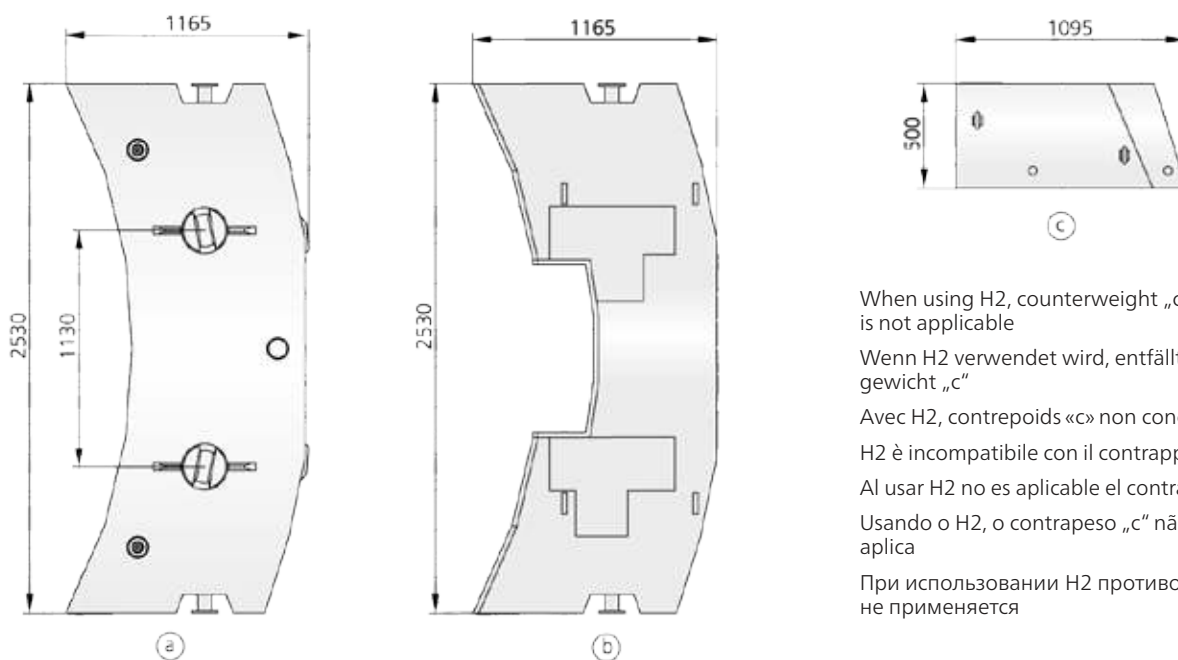 1165
2530
1130
a
1165
2530
b
1095
500
c
When using H2, counterweight „c
is not applicable
Wenn H2 verwendet wird, entfällt
gewicht „c“
Avec H2, contrepoids «c» non con
H2 è incompatibile con il contrap
Al usar H2 no es aplicable el contra
Usando o H2, o contrapeso „c“ nã
aplica
При использовании H2 противо
не применяется